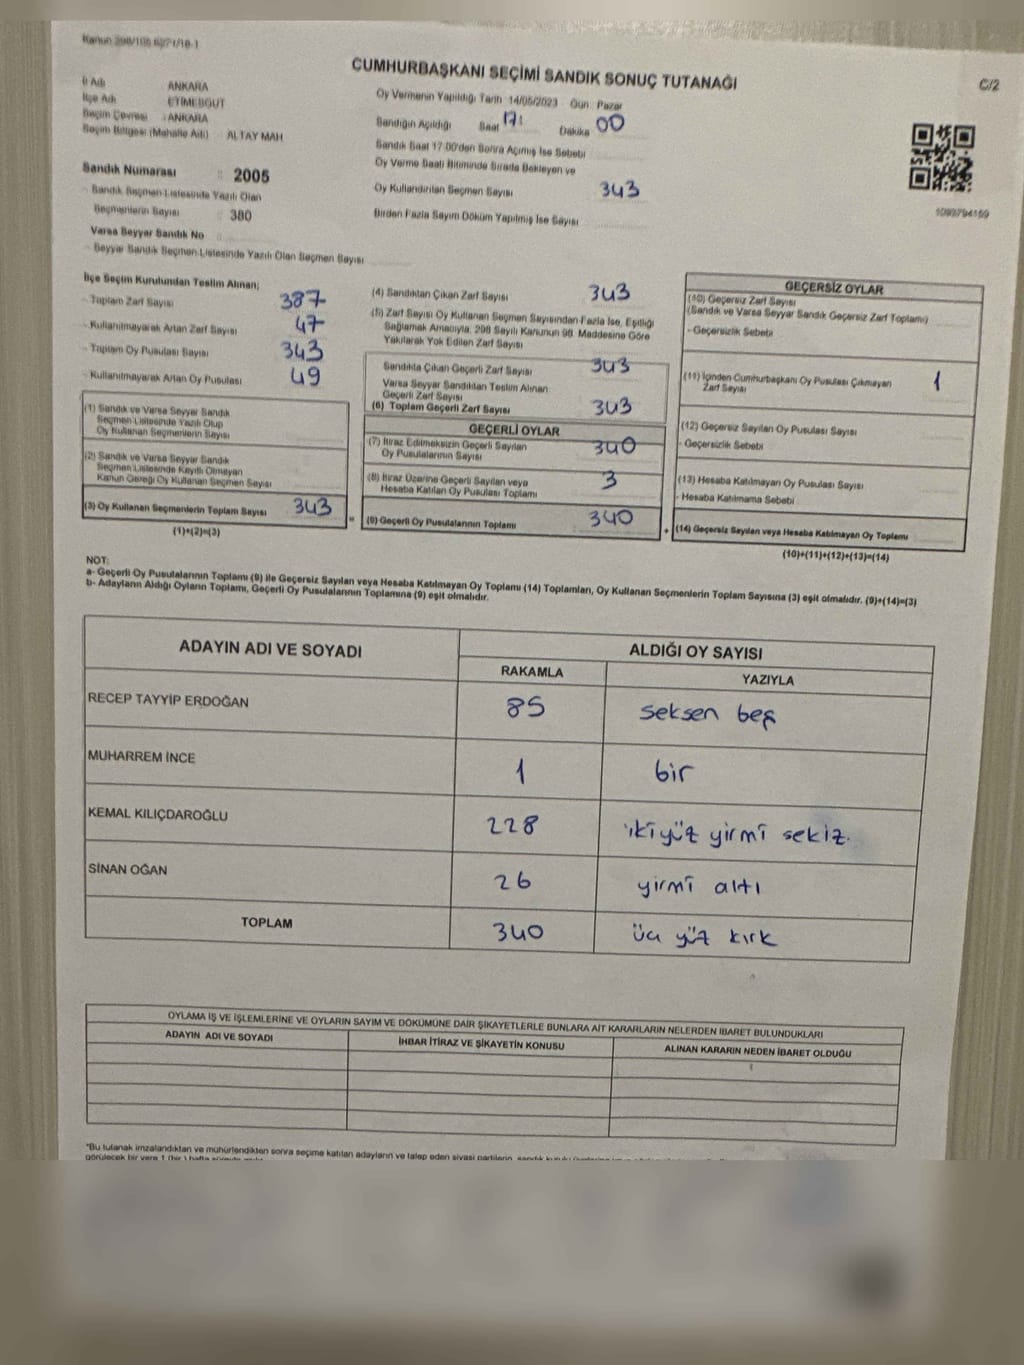 Kanun 298/105 6271/18-1
CUMHURBAŞKANI SEÇİMİ SANDIK SONUÇ TUTANAĞI
C/2
İl Adı ANKARA
İlçe Adı ETİMESGUT
Seçim Çevresi : ANKARA
Seçim Bölgesi (Mahalle Adı) : ALTAY MAH
Sandık Numarası : 2005
- Sandık Seçmen Listesinde Yazılı Olan
Seçmenlerin Sayısı : 380
Varsa Seyyar Sandık No
- Seyyar Sandık Seçmen Listesinde Yazılı Olan Seçmen Sayısı
Oy Vermenin Yapıldığı Tarih 14/05/2023 Gün Pazar
Sandığın Açıldığı Saat 17: Dakika 00
Sandık Saat 17:00'den Sonra Açılmış İse Sebebi
Oy Verme Saati Bitiminde Sırada Bekleyen ve
Oy Kullandırılan Seçmen Sayısı 343
Birden Fazla Sayım Döküm Yapılmış İse Sayısı
1093794159
İlçe Seçim Kurulundan Teslim Alınan;
- Toplam Zarf Sayısı 387
- Kullanılmayarak Artan Zarf Sayısı 47
- Toplam Oy Pusulası Sayısı 343
- Kullanılmayarak Artan Oy Pusulası 49
(1) Sandık ve Varsa Seyyar Sandık
Seçmen Listesinde Yazılı Olup
Oy Kullanan Seçmenlerin Sayısı
(2) Sandık ve Varsa Seyyar Sandık
Seçmen Listesinde Kayıtlı Olmayan
Kanun Gereği Oy Kullanan Seçmen Sayısı
(3) Oy Kullanan Seçmenlerin Toplam Sayısı 343
(1)+(2)=(3)
=
(4) Sandıktan Çıkan Zarf Sayısı 343
(5) Zarf Sayısı Oy Kullanan Seçmen Sayısından Fazla İse, Eşitliği
Sağlamak Amacıyla, 298 Sayılı Kanunun 98. Maddesine Göre
Yakılarak Yok Edilen Zarf Sayısı
Sandıkta Çıkan Geçerli Zarf Sayısı 343
Varsa Seyyar Sandıktan Teslim Alınan
Geçerli Zarf Sayısı
(6) Toplam Geçerli Zarf Sayısı 343
GEÇERLİ OYLAR
(7) İtiraz Edilmeksizin Geçerli Sayılan
Oy Pusulalarının Sayısı 340
(8) İtiraz Üzerine Geçerli Sayılan veya
Hesaba Katılan Oy Pusulası Toplamı 3
(9) Geçerli Oy Pusulalarının Toplamı 340
+
GEÇERSİZ OYLAR
(10) Geçersiz Zarf Sayısı
(Sandık ve Varsa Seyyar Sandık Geçersiz Zarf Toplamı)
- Geçersizlik Sebebi
(11) İçinden Cumhurbaşkanı Oy Pusulası Çıkmayan
Zarf Sayısı 1
(12) Geçersiz Sayılan Oy Pusulası Sayısı
- Geçersizlik Sebebi
(13) Hesaba Katılmayan Oy Pusulası Sayısı
- Hesaba Katılmama Sebebi
(14) Geçersiz Sayılan veya Hesaba Katılmayan Oy Toplamı
(10)+(11)+(12)+(13)=(14)
NOT:
a- Geçerli Oy Pusulalarının Toplamı (9) ile Geçersiz Sayılan veya Hesaba Katılmayan Oy Toplamı (14) Toplamları, Oy Kullanan Seçmenlerin Toplam Sayısına (3) eşit olmalıdır. (9)+(14)=(3)
b- Adayların Aldığı Oyların Toplamı, Geçerli Oy Pusulalarının Toplamına (9) eşit olmalıdır.
ADAYIN ADI VE SOYADI ALDIĞI OY SAYISI
RAKAMLA YAZIYLA
RECEP TAYYİP ERDOĞAN 85 seksen beş
MUHARREM İNCE 1 bir
KEMAL KILIÇDAROĞLU 228 ikiyüz yirmi sekiz.
SİNAN OĞAN 26 yirmi altı
TOPLAM 340 üç yüz kırk
OYLAMA İŞ VE İŞLEMLERİNE VE OYLARIN SAYIM VE DÖKÜMÜNE DAİR ŞİKAYETLERLE BUNLARA AİT KARARLARIN NELERDEN İBARET BULUNDUKLARI
ADAYIN ADI VE SOYADI İHBAR İTİRAZ VE ŞİKAYETİN KONUSU ALINAN KARARIN NEDEN İBARET OLDUĞU
*Bu tutanak imzalandıktan ve mühürlendikten sonra seçime katılan adayların ve talep eden siyasi partilerin,